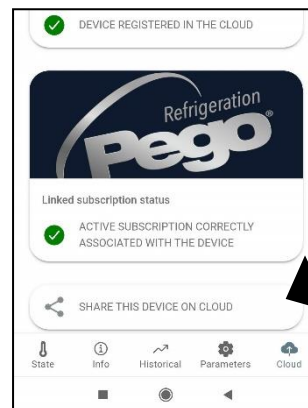 DEVICE REGISTERED IN THE CLOUD
Refrigeration
Pego®
Linked subscription status
ACTIVE SUBSCRIPTION CORRECTLY
ASSOCIATED WITH THE DEVICE
SHARE THIS DEVICE ON CLOUD
State Info Historical Parameters Cloud